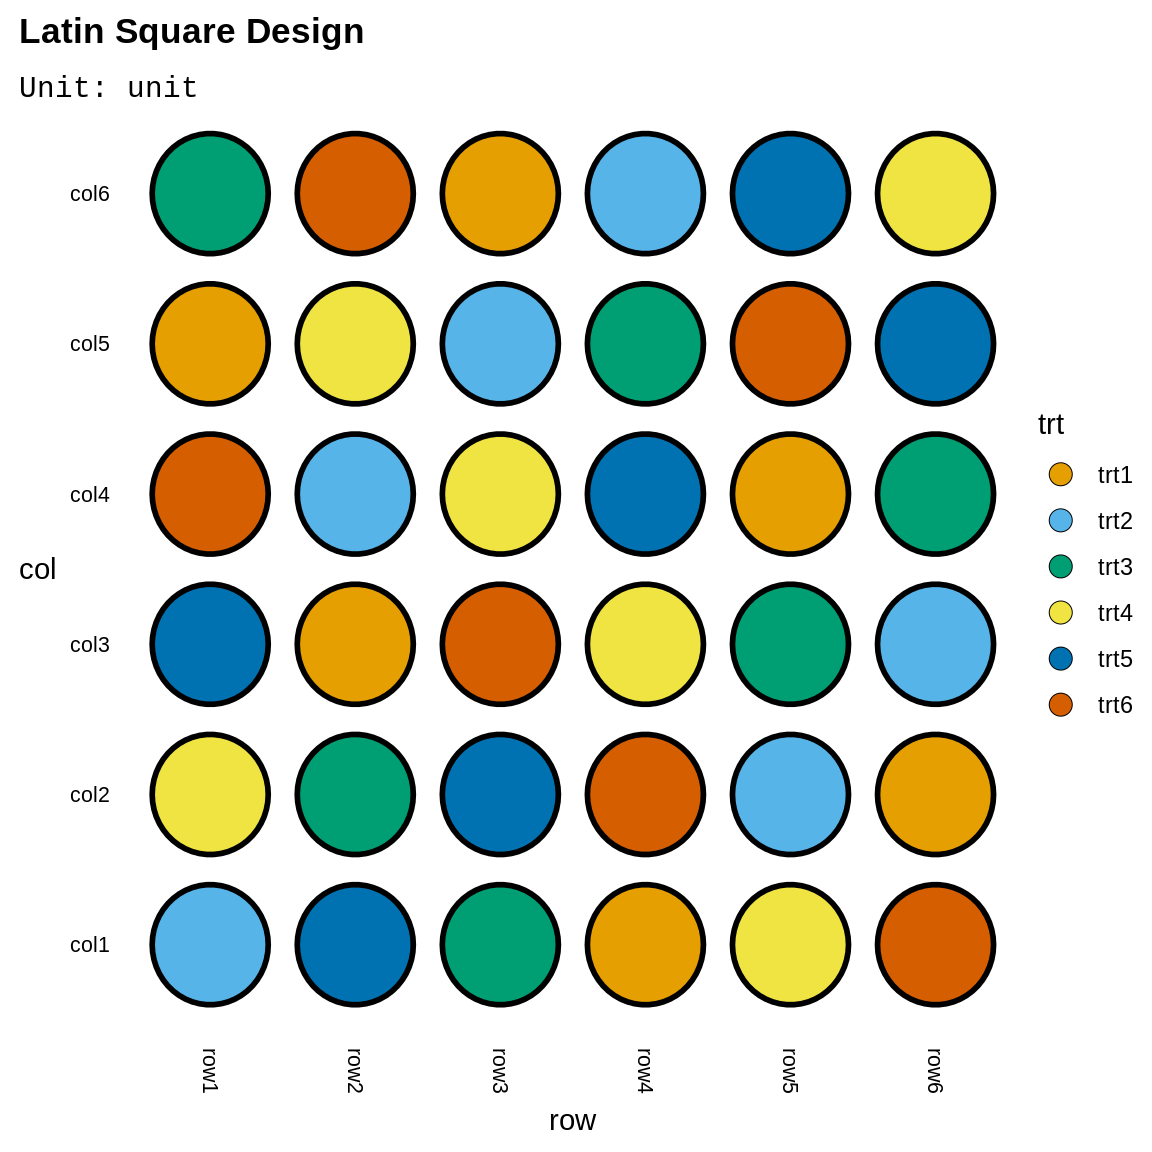 Latin Square Design
Unit: unit
col6
col5
col4
col3
col2
col1
col
row1
row2
row3
row4
row5
row6
row
trt
trt1
trt2
trt3
trt4
trt5
trt6